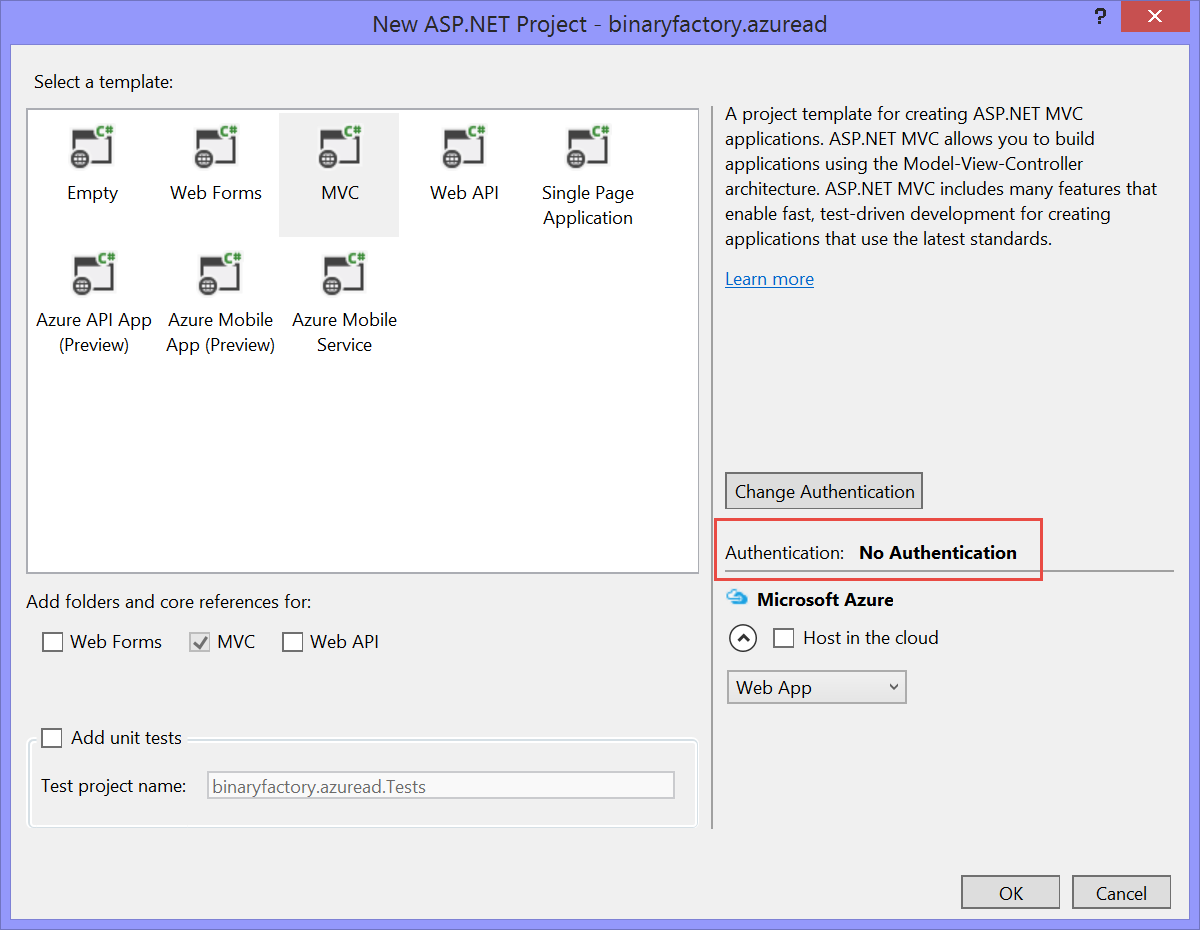 New ASP.NET Project - binaryfactory.azuread
?
Select a template:
C# C# C# C# C#
Empty Web Forms MVC Web API Single Page
Application
C# C# C#
Azure API App Azure Mobile Azure Mobile
(Preview) App (Preview) Service
Add folders and core references for:
Web Forms MVC Web API
Add unit tests
Test project name: binaryfactory.azuread.Tests
A project template for creating ASP.NET MVC
applications. ASP.NET MVC allows you to build
applications using the Model-View-Controller
architecture. ASP.NET MVC includes many features that
enable fast, test-driven development for creating
applications that use the latest standards.
Learn more
Change Authentication
Authentication: No Authentication
Microsoft Azure
Host in the cloud
Web App
OK Cancel